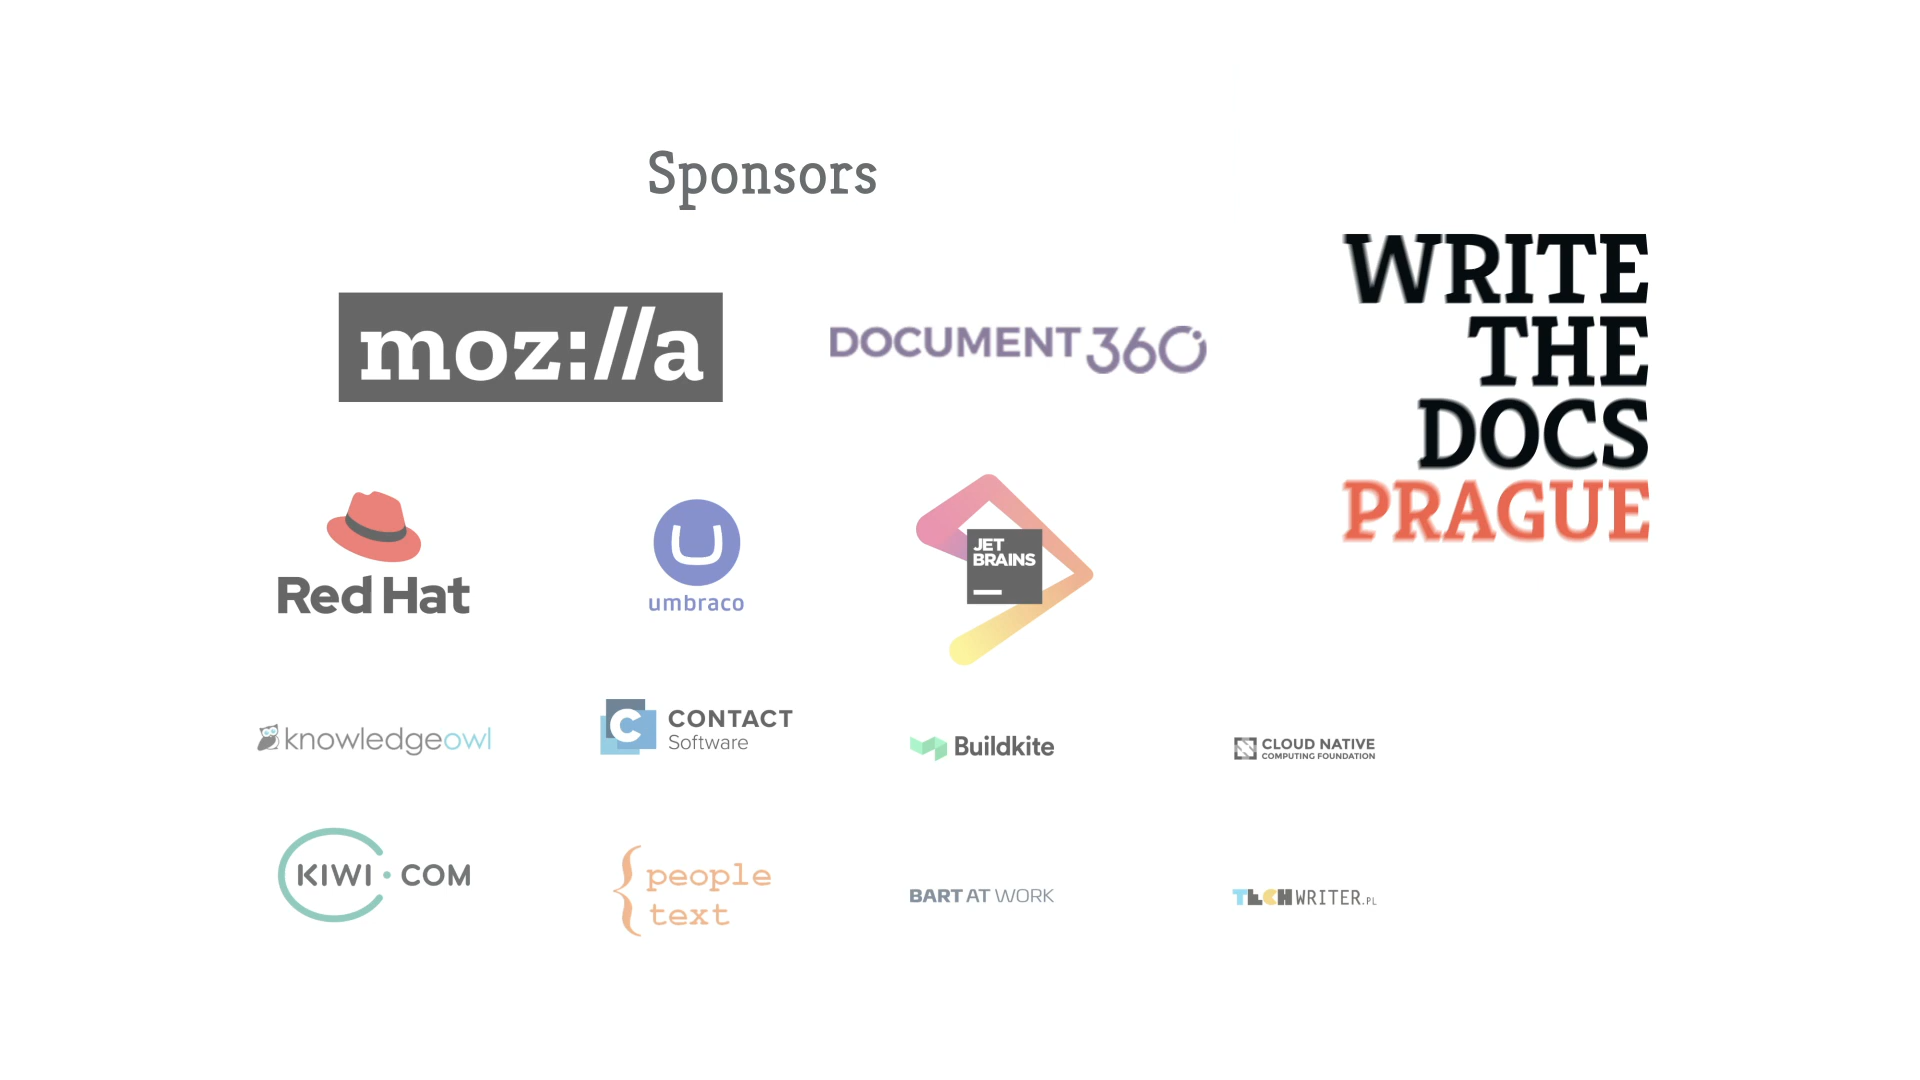 Sponsors
moz://a
DOCUMENT360
WRITE
THE
DOCS
PRAGUE
Red Hat
umbraco
JET
BRAINS
knowledgeowl
C
CONTACT
Software
Buildkite
CLOUD NATIVE
COMPUTING FOUNDATION
KIWI.COM
{people
text
BART AT WORK
TECHWRITER.PL